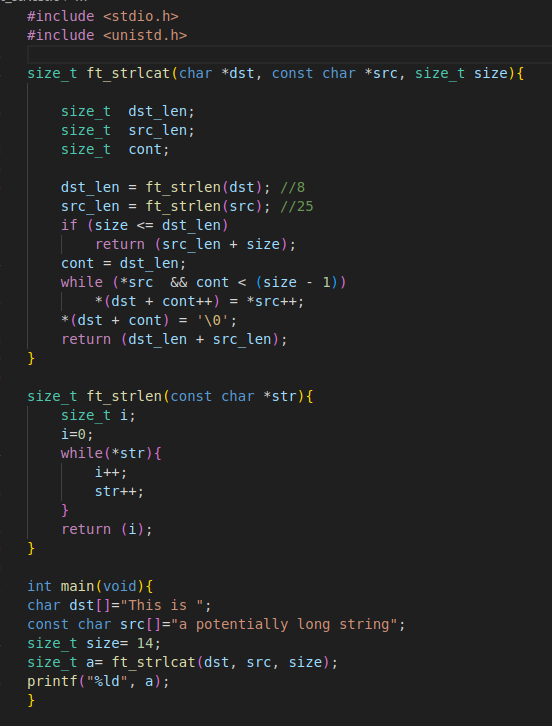 #include <stdio.h>
#include <unistd.h>
size_t ft_strlcat(char *dst, const char *src, size_t size){
size_t  dst_len;
size_t  src_len;
size_t  cont;
dst_len = ft_strlen(dst); //8
src_len = ft_strlen(src); //25
if (size <= dst_len)
return (src_len + size);
cont = dst_len;
while (*src  && cont < (size - 1))
*(dst + cont++) = *src++;
*(dst + cont) = '\0';
return (dst_len + src_len);
}
size_t ft_strlen(const char *str){
size_t i;
i=0;
while(*str){
i++;
str++;
}
return (i);
}
int main(void){
char dst[]="This is ";
const char src[]="a potentially long string";
size_t size= 14;
size_t a= ft_strlcat(dst, src, size);
printf("%ld", a);
}